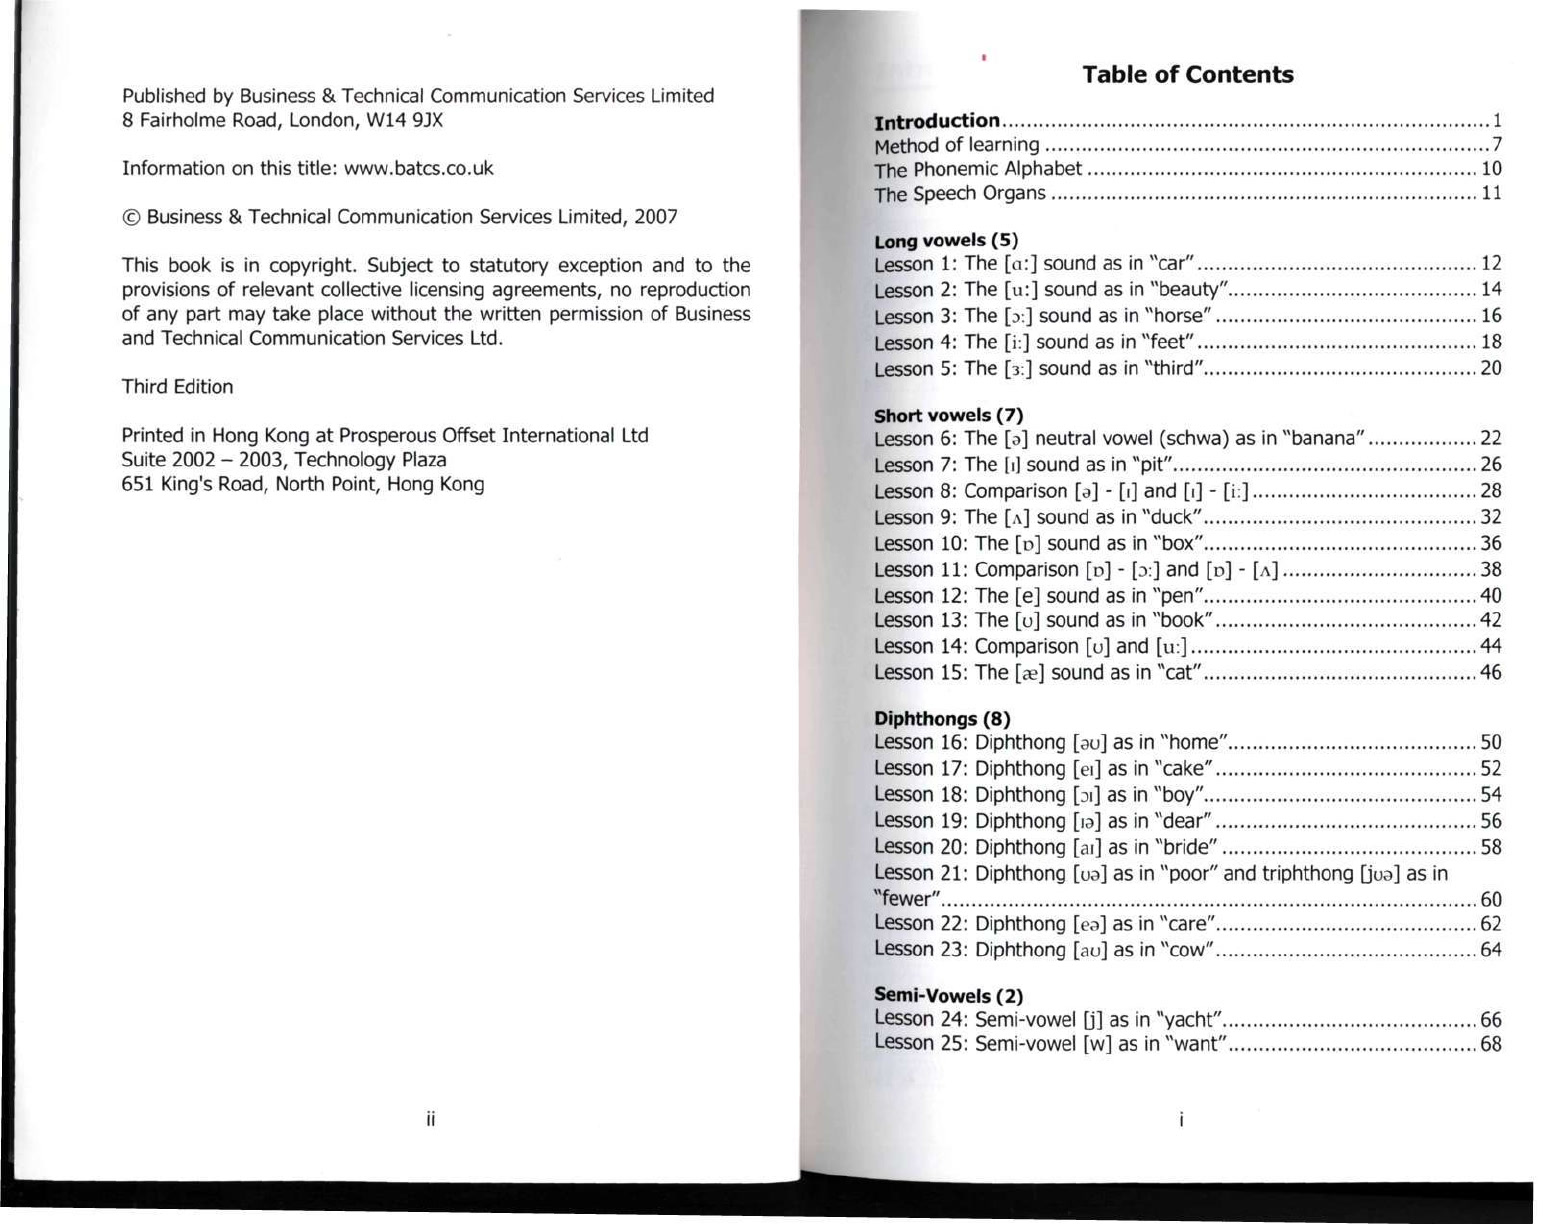 Published by Business & Technical Communication Services Limited
8 Fairholme Road, London, W14 9JX
Information on this title: www.batcs.co.uk
© Business & Technical Communication Services Limited, 2007
This book is in copyright. Subject to statutory exception and to the
provisions of relevant collective licensing agreements, no reproduction
of any part may take place without the written permission of Business
and Technical Communication Services Ltd.
Third Edition
Printed in Hong Kong at Prosperous Offset International Ltd
Suite 2002 – 2003, Technology Plaza
651 King's Road, North Point, Hong Kong
ii
Table of Contents
Introduction........ 1
Method of learning ........ 7
The Phonemic Alphabet ........ 10
The Speech Organs ........ 11
Long vowels (5)
Lesson 1: The [ɑː] sound as in "car" ........ 12
Lesson 2: The [uː] sound as in "beauty"........ 14
Lesson 3: The [ɔː] sound as in "horse" ........ 16
Lesson 4: The [iː] sound as in "feet" ........ 18
Lesson 5: The [ɜː] sound as in "third"........ 20
Short vowels (7)
Lesson 6: The [ə] neutral vowel (schwa) as in "banana" ........ 22
Lesson 7: The [ɪ] sound as in "pit"........ 26
Lesson 8: Comparison [ə] - [ɪ] and [ɪ] - [iː] ........ 28
Lesson 9: The [ʌ] sound as in "duck"........ 32
Lesson 10: The [ɒ] sound as in "box"........ 36
Lesson 11: Comparison [ɒ] - [ɔː] and [ɒ] - [ʌ] ........ 38
Lesson 12: The [e] sound as in "pen"........ 40
Lesson 13: The [ʊ] sound as in "book" ........ 42
Lesson 14: Comparison [ʊ] and [uː] ........ 44
Lesson 15: The [æ] sound as in "cat"........ 46
Diphthongs (8)
Lesson 16: Diphthong [əʊ] as in "home"........ 50
Lesson 17: Diphthong [eɪ] as in "cake" ........ 52
Lesson 18: Diphthong [ɔɪ] as in "boy"........ 54
Lesson 19: Diphthong [ɪə] as in "dear" ........ 56
Lesson 20: Diphthong [aɪ] as in "bride" ........ 58
Lesson 21: Diphthong [ʊə] as in "poor" and triphthong [jʊə] as in
"fewer"........ 60
Lesson 22: Diphthong [eə] as in "care"........ 62
Lesson 23: Diphthong [aʊ] as in "cow"........ 64
Semi-Vowels (2)
Lesson 24: Semi-vowel [j] as in "yacht"........ 66
Lesson 25: Semi-vowel [w] as in "want"........ 68
i